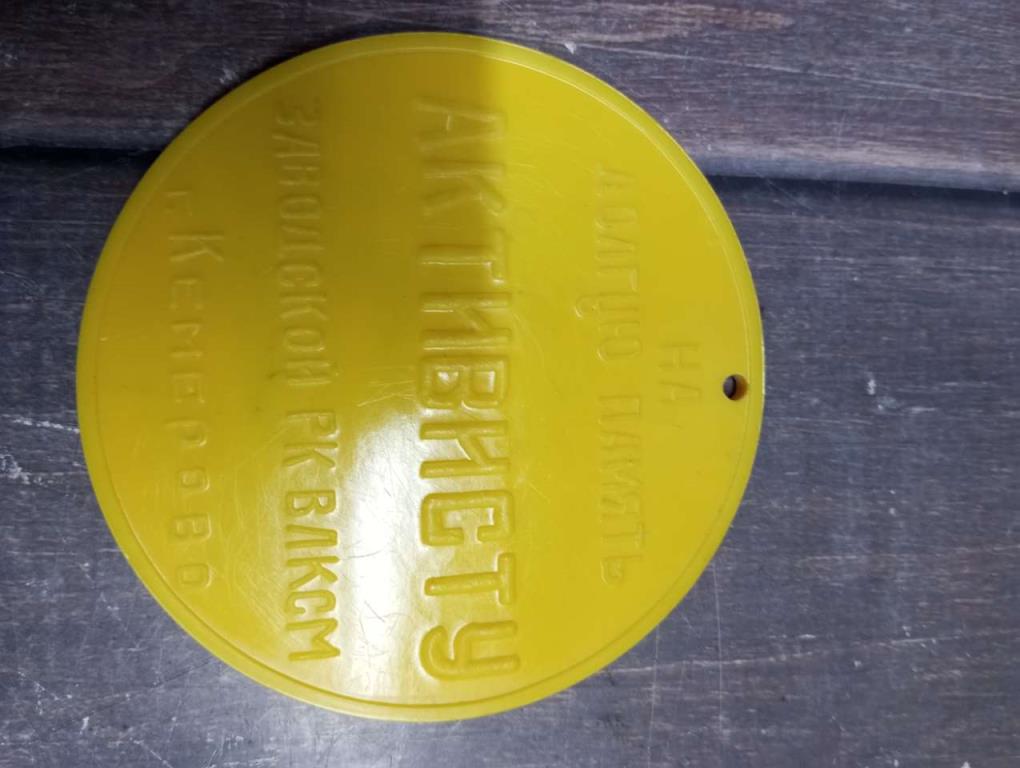 НА
ДОЛГУЮ ПАМЯТЬ
АКТИВИСТУ
ЗАВОДСКОЙ РК ВЛКСМ
г Кемерово